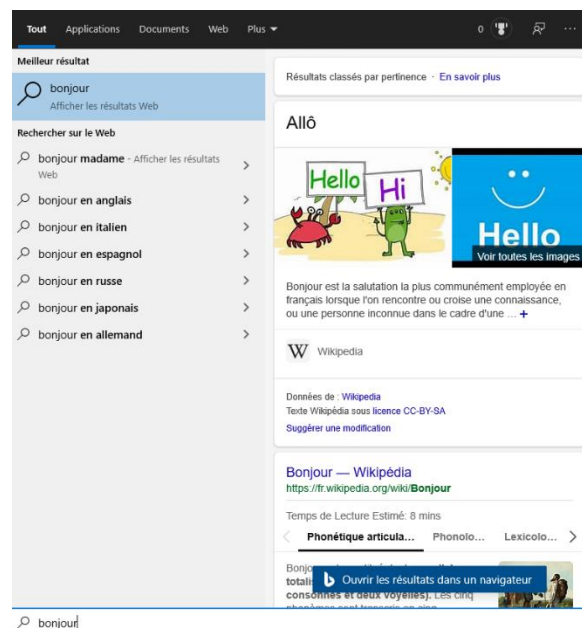 Tout Applications Documents Web Plus 0
Meilleur résultat
bonjour
Afficher les résultats Web
Rechercher sur le Web
bonjour madame - Afficher les résultats
Web
bonjour en anglais
bonjour en italien
bonjour en espagnol
bonjour en russe
bonjour en japonais
bonjour en allemand
Résultats classés par pertinence · En savoir plus
Allô
Hello
Hi
Hello
Voir toutes les images
Bonjour est la salutation la plus communément employée en
français lorsque l'on rencontre ou croise une connaissance,
ou une personne inconnue dans le cadre d'une ... +
W Wikipedia
Données de : Wikipedia
Texte Wikipédia sous licence CC-BY-SA
Suggérer une modification
Bonjour — Wikipédia
https://fr.wikipedia.org/wiki/Bonjour
Temps de Lecture Estimé: 8 mins
Phonétique articula... Phonolo... Lexicolo...
Ouvrir les résultats dans un navigateur
consonnes et deux voyelles). Les cinq
bonjour